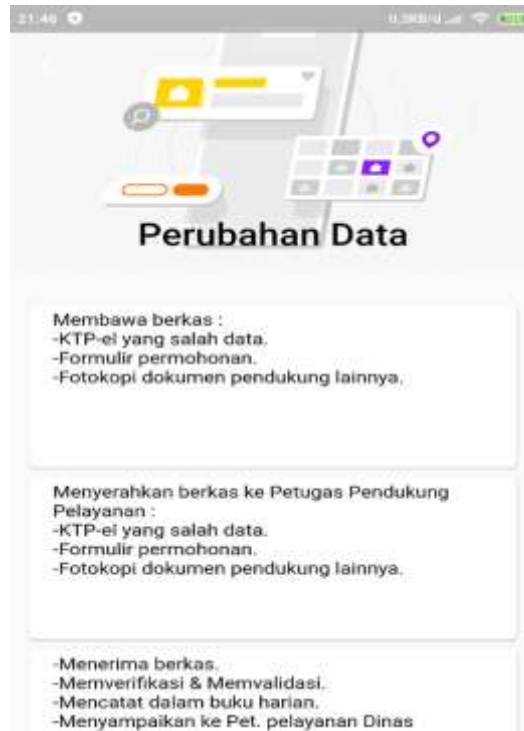 21:46
Perubahan Data
Membawa berkas :
-KTP-el yang salah data.
-Formulir permohonan.
-Fotokopi dokumen pendukung lainnya.
Menyerahkan berkas ke Petugas Pendukung
Pelayanan :
-KTP-el yang salah data.
-Formulir permohonan.
-Fotokopi dokumen pendukung lainnya.
-Menerima berkas.
-Memverifikasi & Memvalidasi.
-Mencatat dalam buku harian.
-Menyampaikan ke Pet. pelayanan Dinas